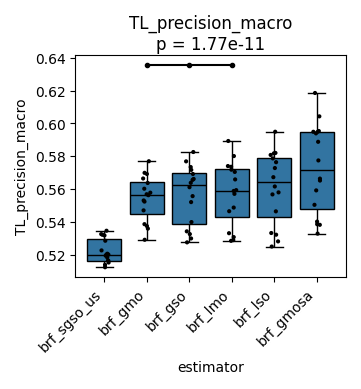 TL_precision_macro
p = 1.77e-11
TL_precision_macro
0.64
0.62
0.60
0.58
0.56
0.54
0.52
brf_sgso_us
brf_gmo
brf_gso
brf_lmo
brf_lso
brf_gmosa
estimator